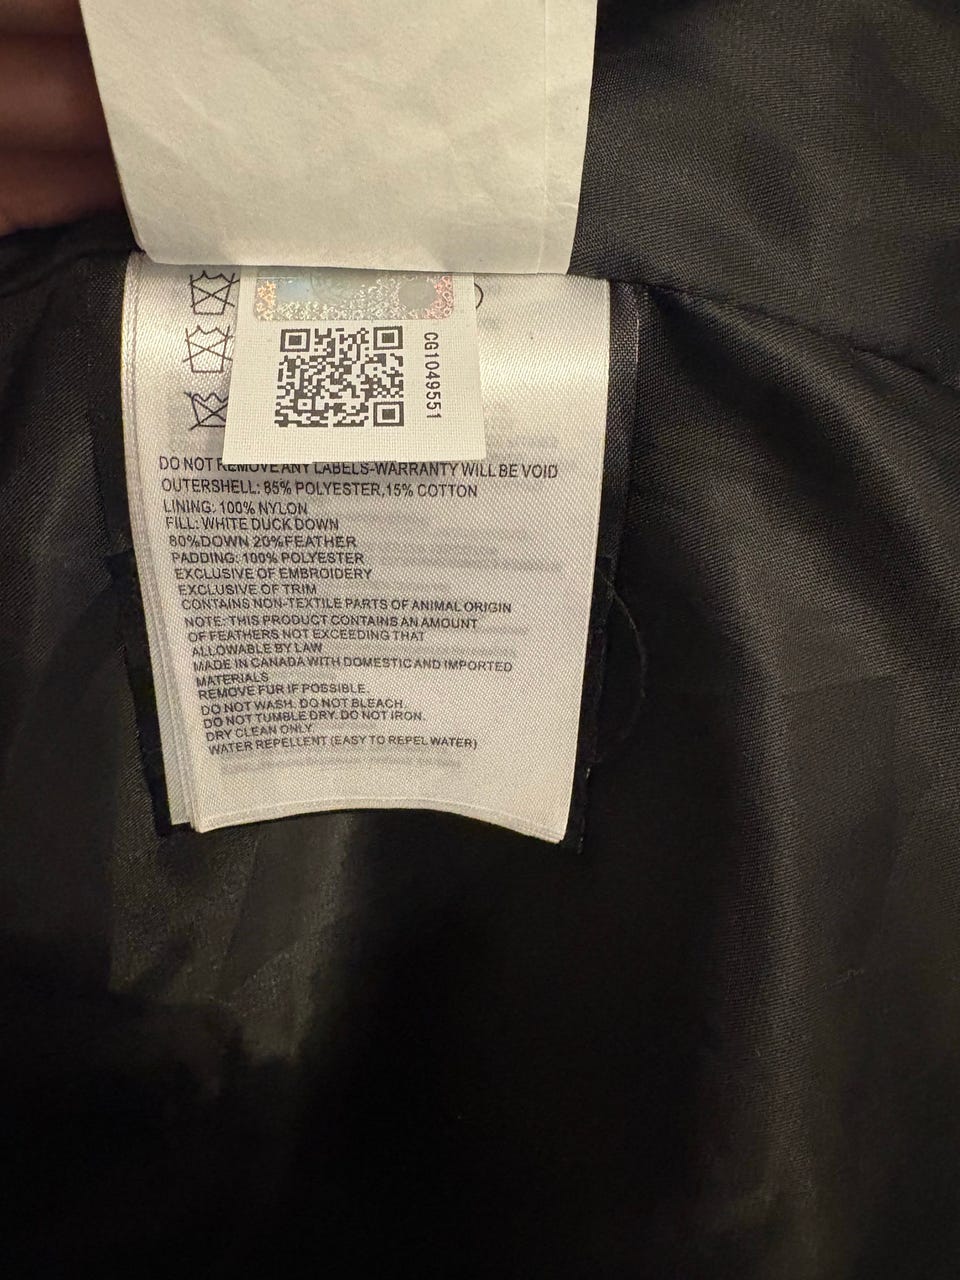 CG1049551
DO NOT REMOVE ANY LABELS-WARRANTY WILL BE VOID
OUTERSHELL: 85% POLYESTER,15% COTTON
LINING: 100% NYLON
FILL: WHITE DUCK DOWN
80%DOWN 20%FEATHER
PADDING: 100% POLYESTER
EXCLUSIVE OF EMBROIDERY
EXCLUSIVE OF TRIM
CONTAINS NON-TEXTILE PARTS OF ANIMAL ORIGIN
NOTE: THIS PRODUCT CONTAINS AN AMOUNT
OF FEATHERS NOT EXCEEDING THAT
ALLOWABLE BY LAW
MADE IN CANADA WITH DOMESTIC AND IMPORTED
MATERIALS
REMOVE FUR IF POSSIBLE.
DO NOT WASH. DO NOT BLEACH.
DO NOT TUMBLE DRY. DO NOT IRON.
DRY CLEAN ONLY
WATER REPELLENT (EASY TO REPEL WATER)